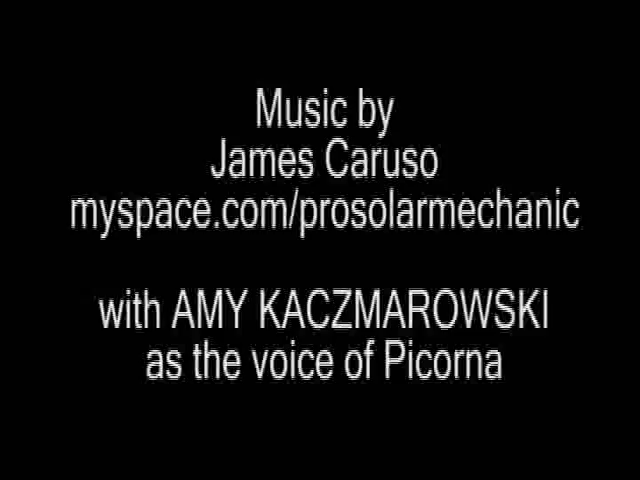 Music by
James Caruso
myspace.com/prosolarmechanic
with AMY KACZMAROWSKI
as the voice of Picorna